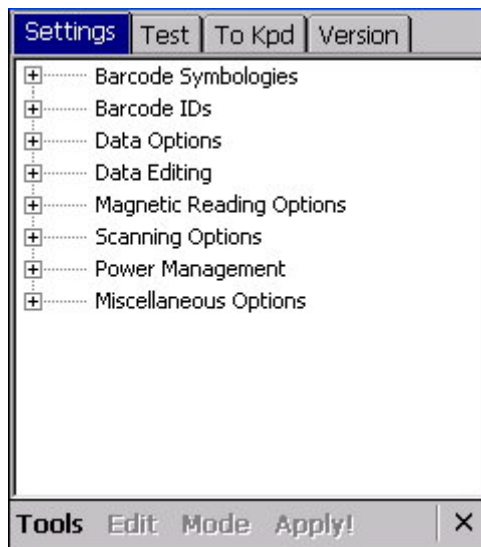 Settings Test To Kpd Version
Barcode Symbologies
Barcode IDs
Data Options
Data Editing
Magnetic Reading Options
Scanning Options
Power Management
Miscellaneous Options
Tools Edit Mode Apply!